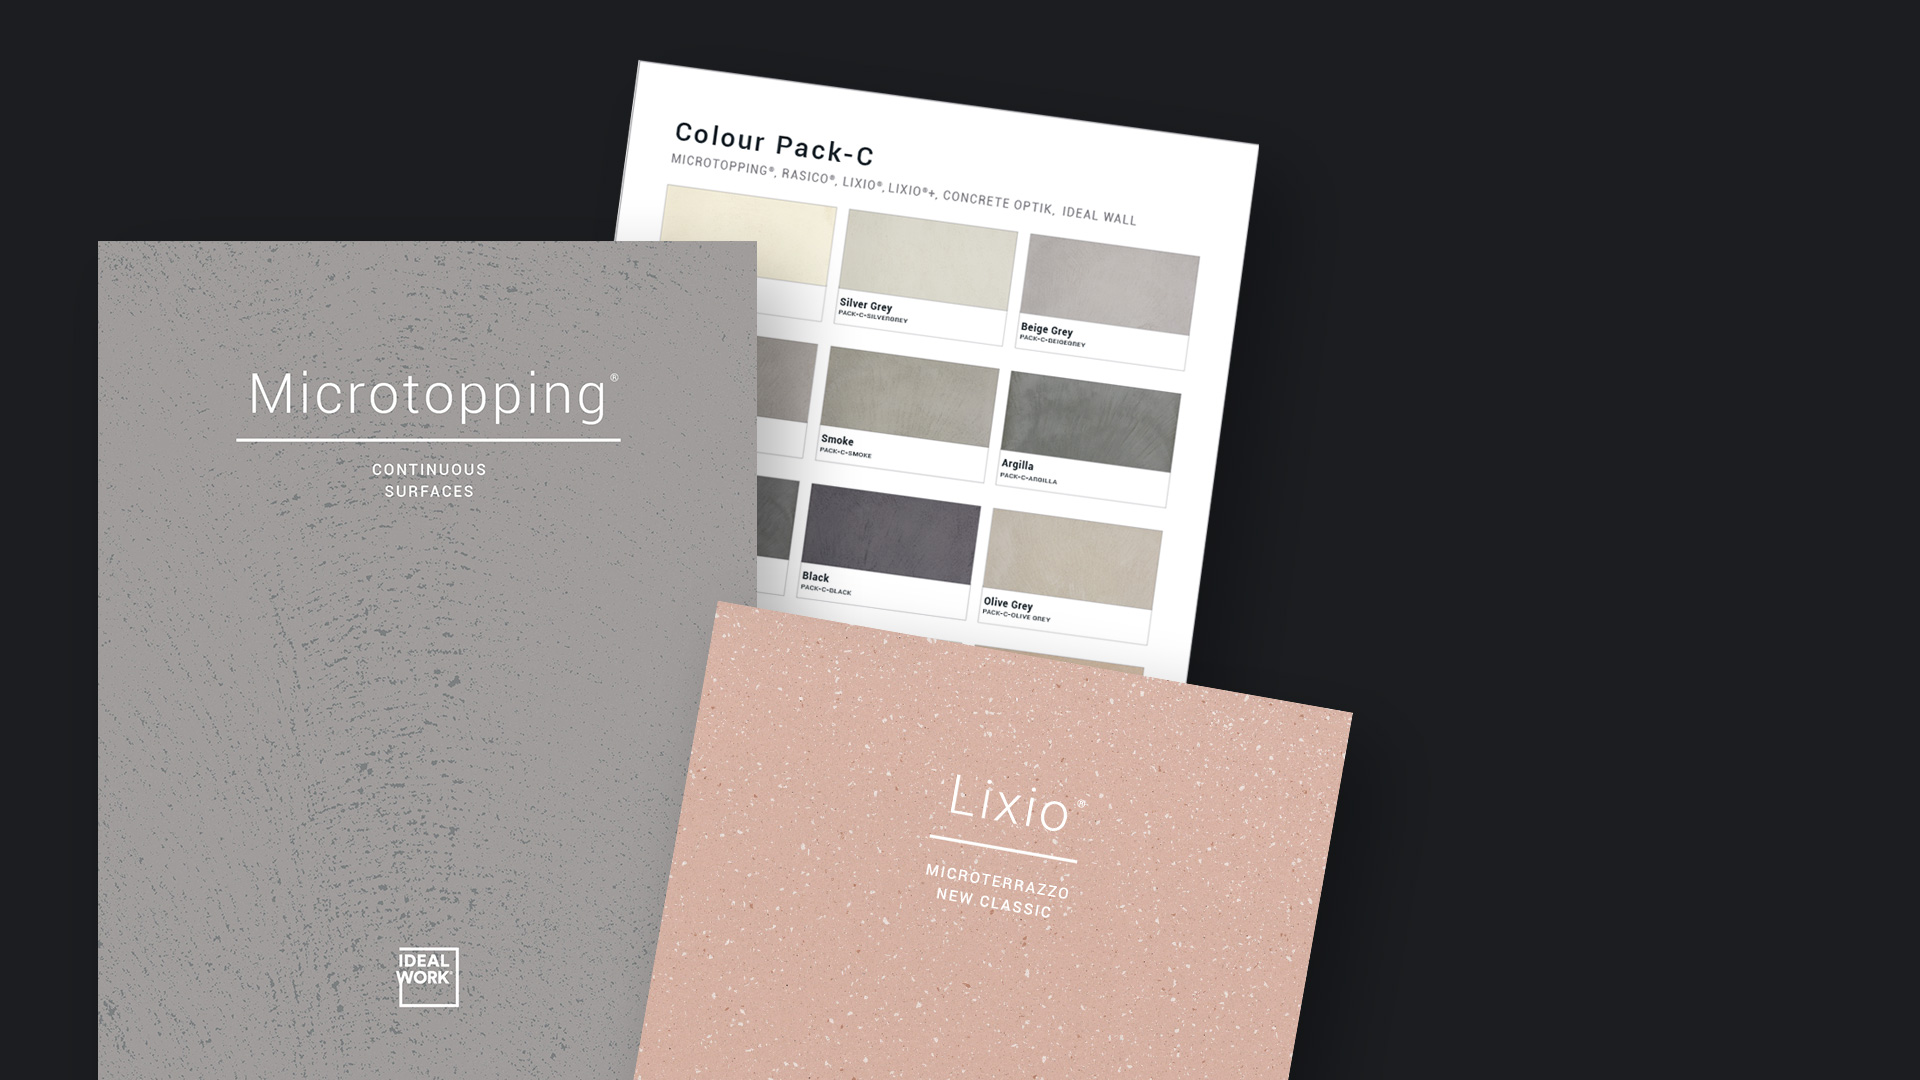 Colour Pack-C
MICROTOPPING®, RASICO®, LIXIO®, LIXIO®+, CONCRETE OPTIK, IDEAL WALL
Silver Grey
PACK-C-SILVERGREY
Beige Grey
PACK-C-BEIGEGREY
Smoke
PACK-C-SMOKE
Argilla
PACK-C-ARGILLA
Black
PACK-C-BLACK
Olive Grey
PACK-C-OLIVE GREY
Microtopping®
CONTINUOUS
SURFACES
IDEAL
WORK®
Lixio®
MICROTERRAZZO
NEW CLASSIC